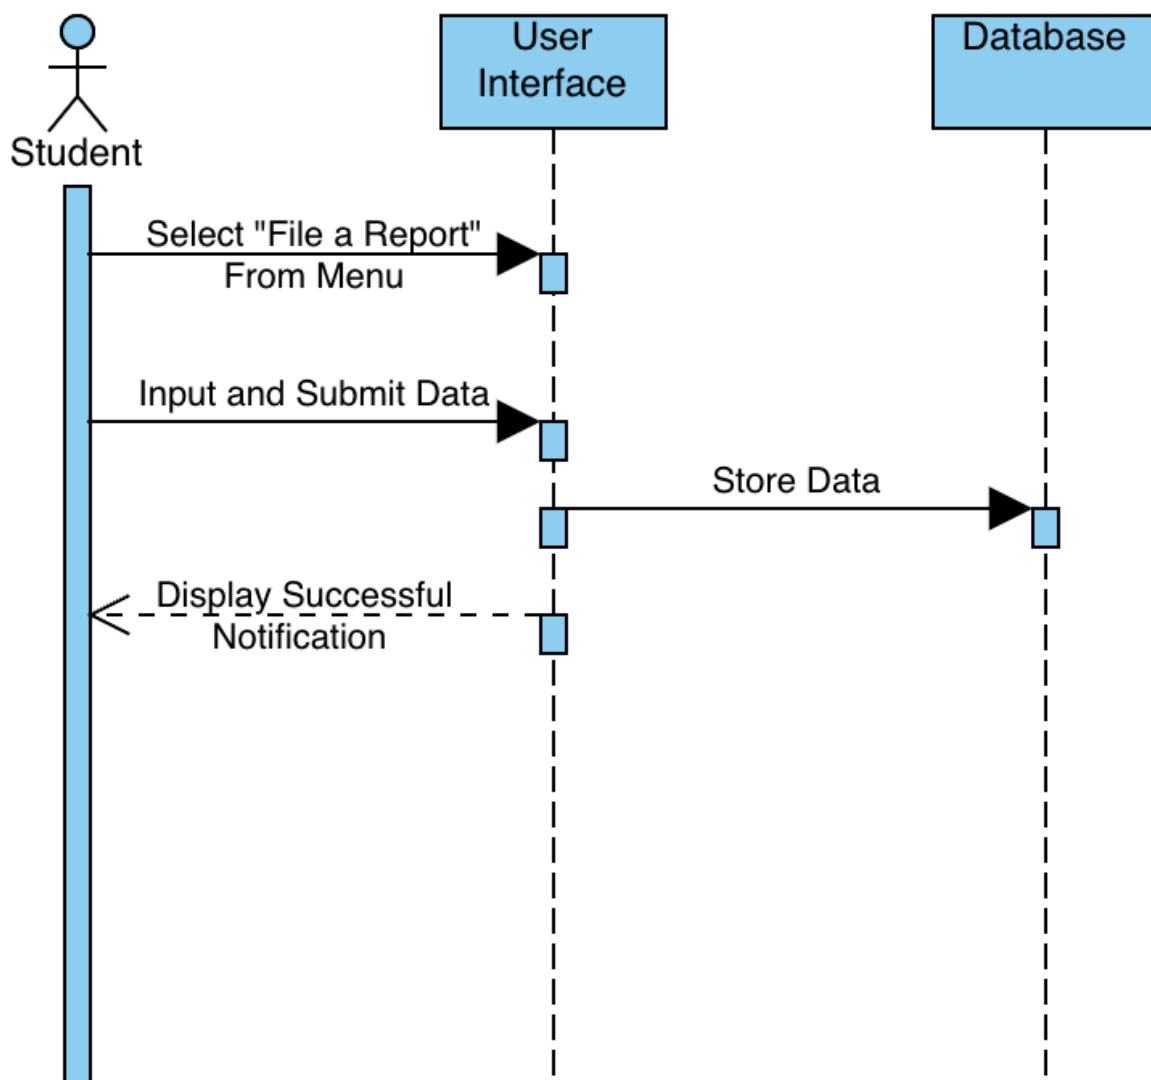 User
Interface
Database
Student
Select "File a Report"
From Menu
Input and Submit Data
Store Data
Display Successful
Notification